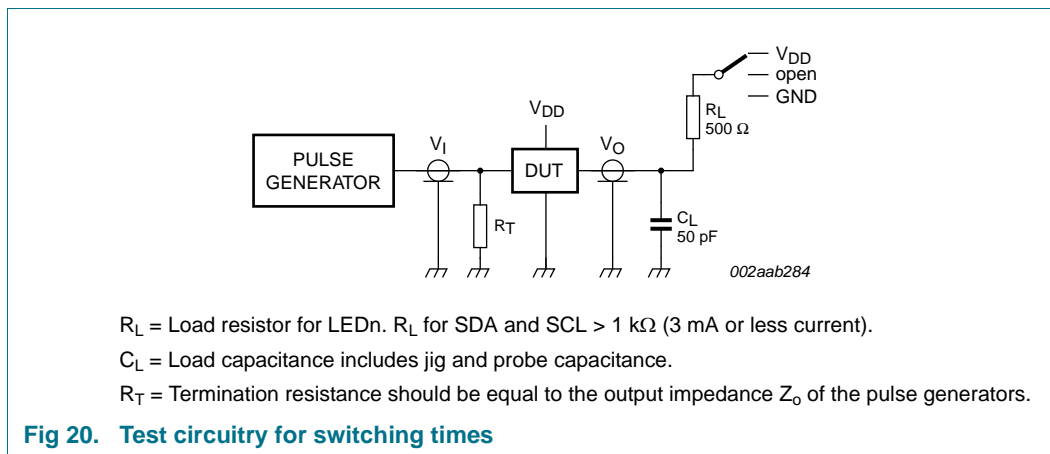 V_DD
open
GND
R_L
500 Ω
V_DD
V_I
V_O
PULSE
GENERATOR
DUT
R_T
C_L
50 pF
002aab284
R_L = Load resistor for LEDn. R_L for SDA and SCL > 1 kΩ (3 mA or less current).
C_L = Load capacitance includes jig and probe capacitance.
R_T = Termination resistance should be equal to the output impedance Z_o of the pulse generators.
Fig 20. Test circuitry for switching times